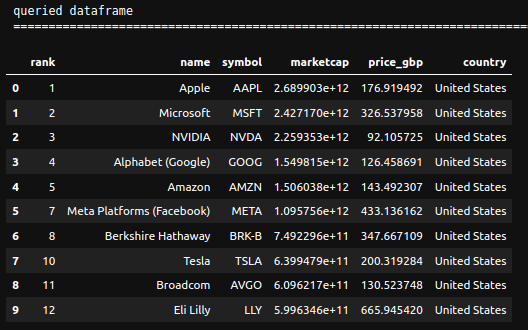 queried dataframe
================================================================================
rank name symbol marketcap price_gbp country
0 1 Apple AAPL 2.689903e+12 176.919492 United States
1 2 Microsoft MSFT 2.427170e+12 326.537958 United States
2 3 NVIDIA NVDA 2.259353e+12 92.105725 United States
3 4 Alphabet (Google) GOOG 1.549815e+12 126.458691 United States
4 5 Amazon AMZN 1.506038e+12 143.492307 United States
5 7 Meta Platforms (Facebook) META 1.095756e+12 433.136162 United States
6 8 Berkshire Hathaway BRK-B 7.492296e+11 347.667109 United States
7 10 Tesla TSLA 6.399479e+11 200.319284 United States
8 11 Broadcom AVGO 6.096217e+11 130.523748 United States
9 12 Eli Lilly LLY 5.996346e+11 665.945420 United States